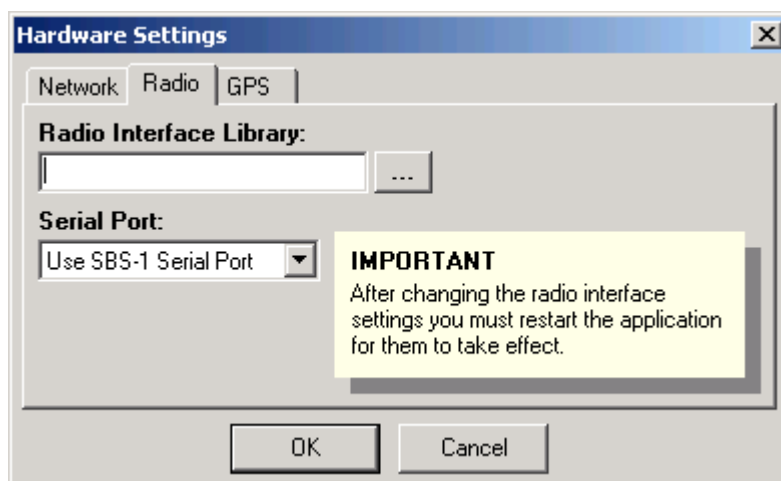 Hardware Settings
Network Radio GPS
Radio Interface Library:
...
Serial Port:
Use SBS-1 Serial Port
IMPORTANT
After changing the radio interface
settings you must restart the application
for them to take effect.
OK Cancel